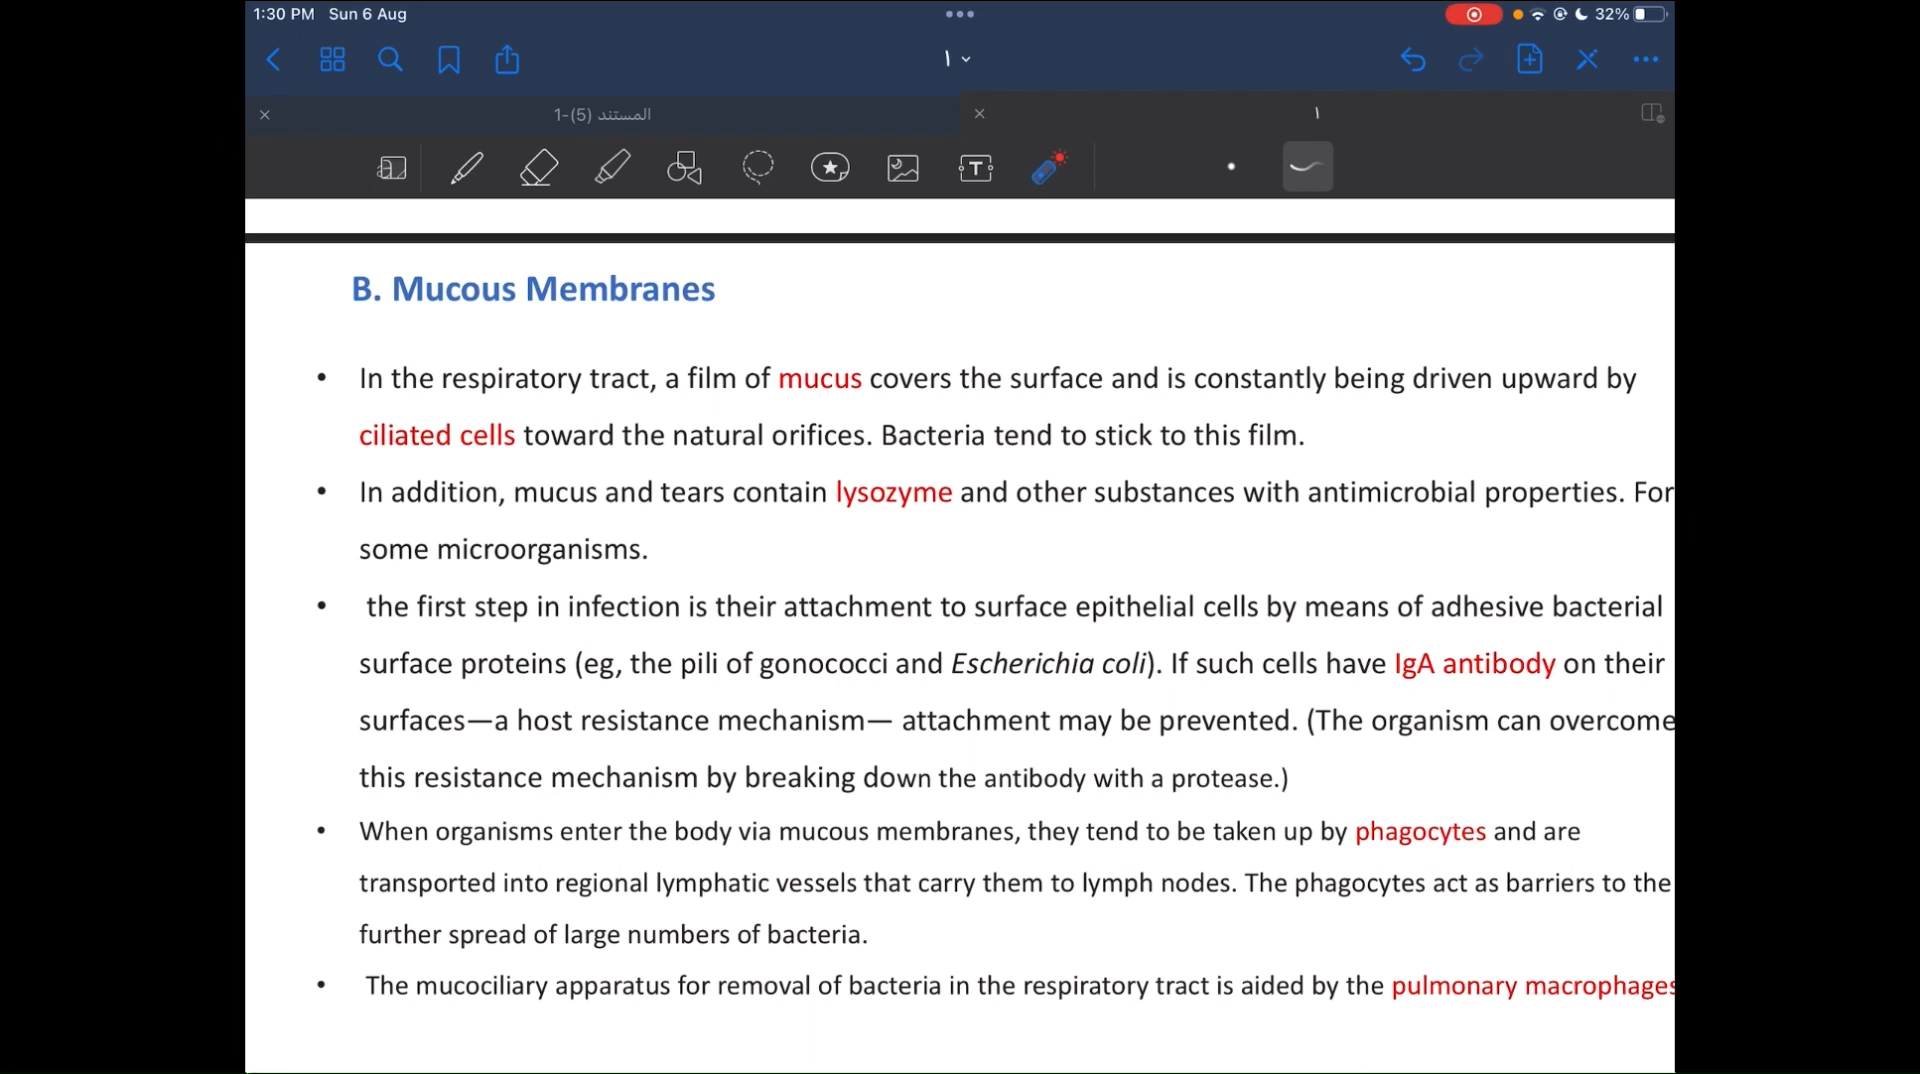 1:30 PM Sun 6 Aug
32%
١
المستند (5)-1
١
B. Mucous Membranes
• In the respiratory tract, a film of mucus covers the surface and is constantly being driven upward by
ciliated cells toward the natural orifices. Bacteria tend to stick to this film.
• In addition, mucus and tears contain lysozyme and other substances with antimicrobial properties. For
some microorganisms.
• the first step in infection is their attachment to surface epithelial cells by means of adhesive bacterial
surface proteins (eg, the pili of gonococci and Escherichia coli). If such cells have IgA antibody on their
surfaces—a host resistance mechanism— attachment may be prevented. (The organism can overcome
this resistance mechanism by breaking down the antibody with a protease.)
• When organisms enter the body via mucous membranes, they tend to be taken up by phagocytes and are
transported into regional lymphatic vessels that carry them to lymph nodes. The phagocytes act as barriers to the
further spread of large numbers of bacteria.
• The mucociliary apparatus for removal of bacteria in the respiratory tract is aided by the pulmonary macrophages